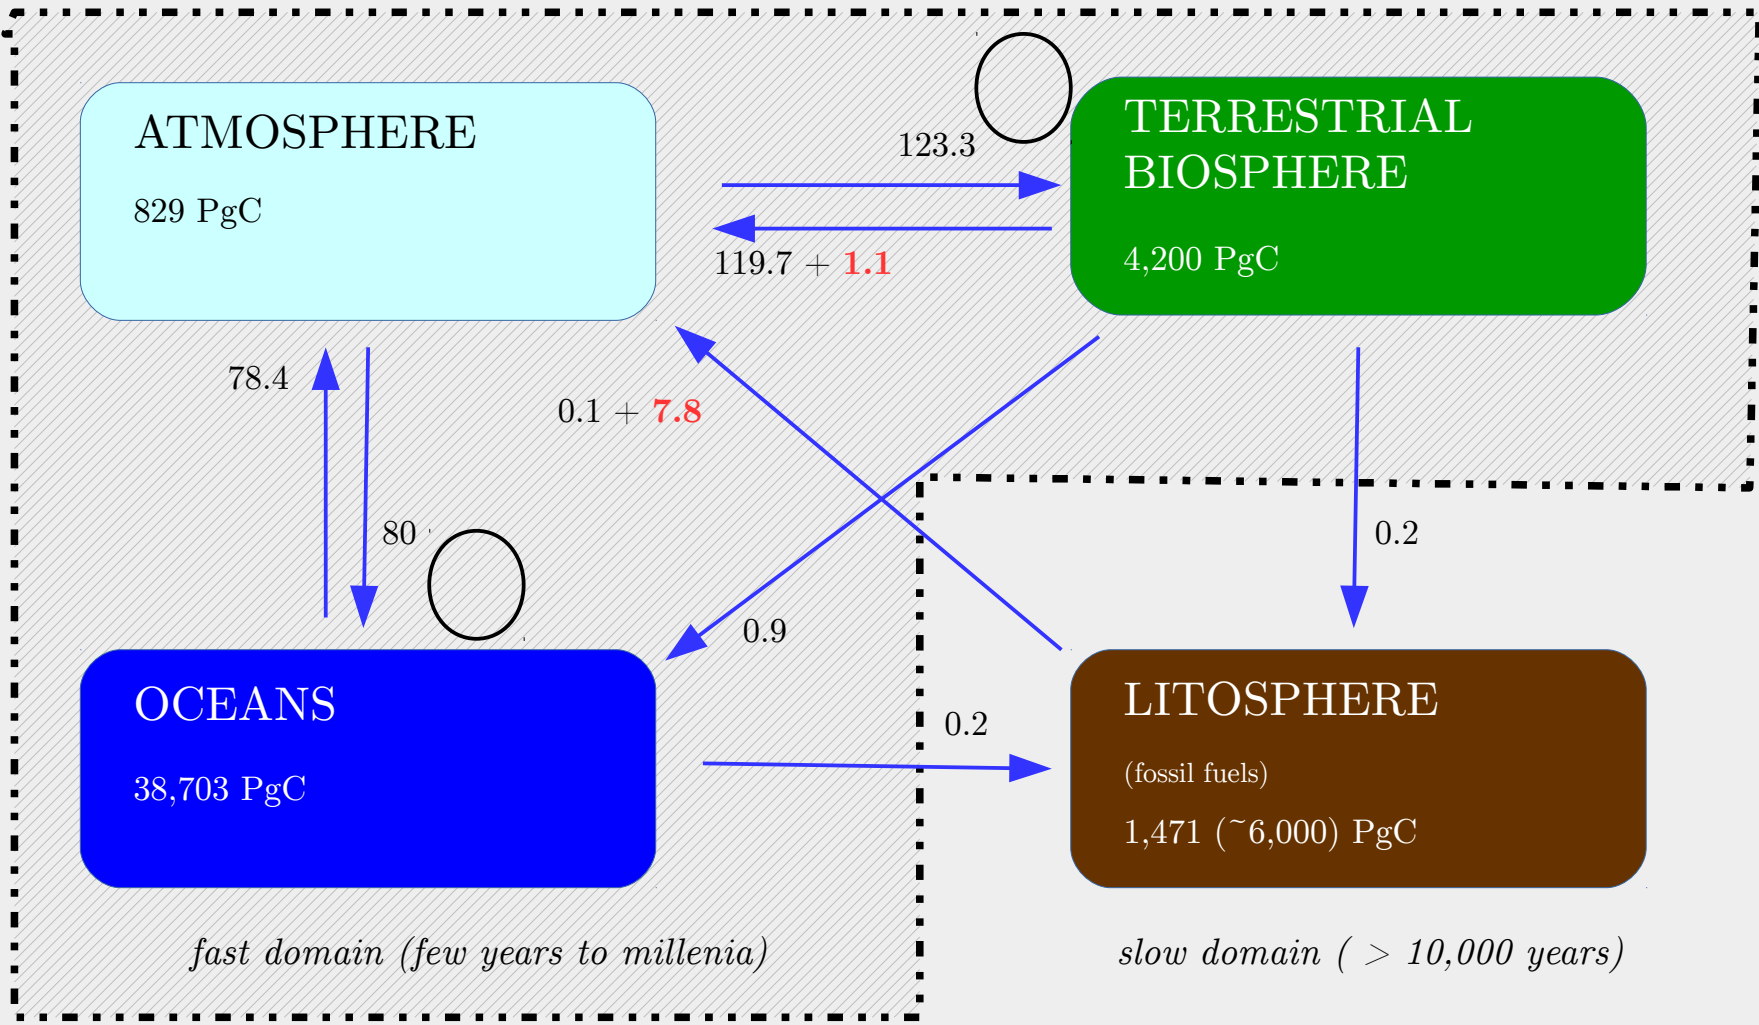 ATMOSPHERE
829 PgC
123.3
119.7 + 1.1
TERRESTRIAL
BIOSPHERE
4,200 PgC
78.4
0.1 + 7.8
80
0.9
0.2
0.2
OCEANS
38,703 PgC
LITOSPHERE
(fossil fuels)
1,471 (~6,000) PgC
fast domain (few years to millenia)
slow domain ( > 10,000 years)